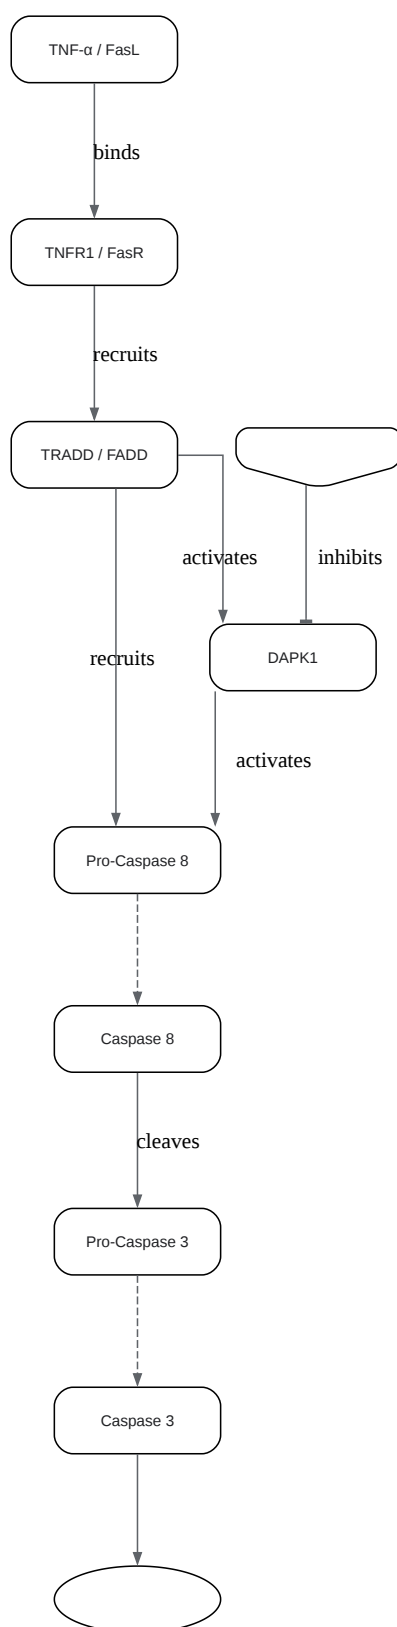 TNF-α / FasL
binds
TNFR1 / FasR
recruits
TRADD / FADD
activates
inhibits
DAPK1
recruits
activates
Pro-Caspase 8
Caspase 8
cleaves
Pro-Caspase 3
Caspase 3